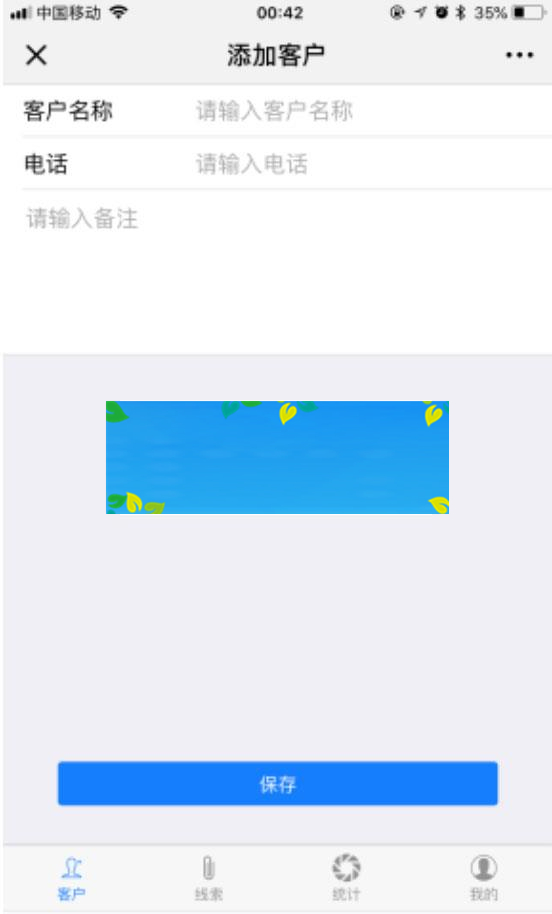 中国移动 00:42 35%
添加客户
客户名称 请输入客户名称
电话 请输入电话
请输入备注
保存
客户 线索 统计 我的